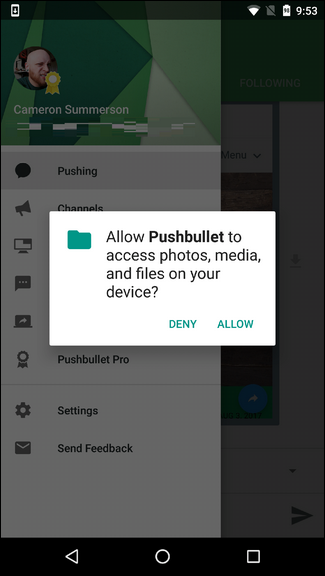 9:53
FOLLOWING
Cameron Summerson
Menu
Pushing
Channels
Allow Pushbullet to
access photos, media,
and files on your
device?
DENY
ALLOW
Pushbullet Pro
Settings
Send Feedback